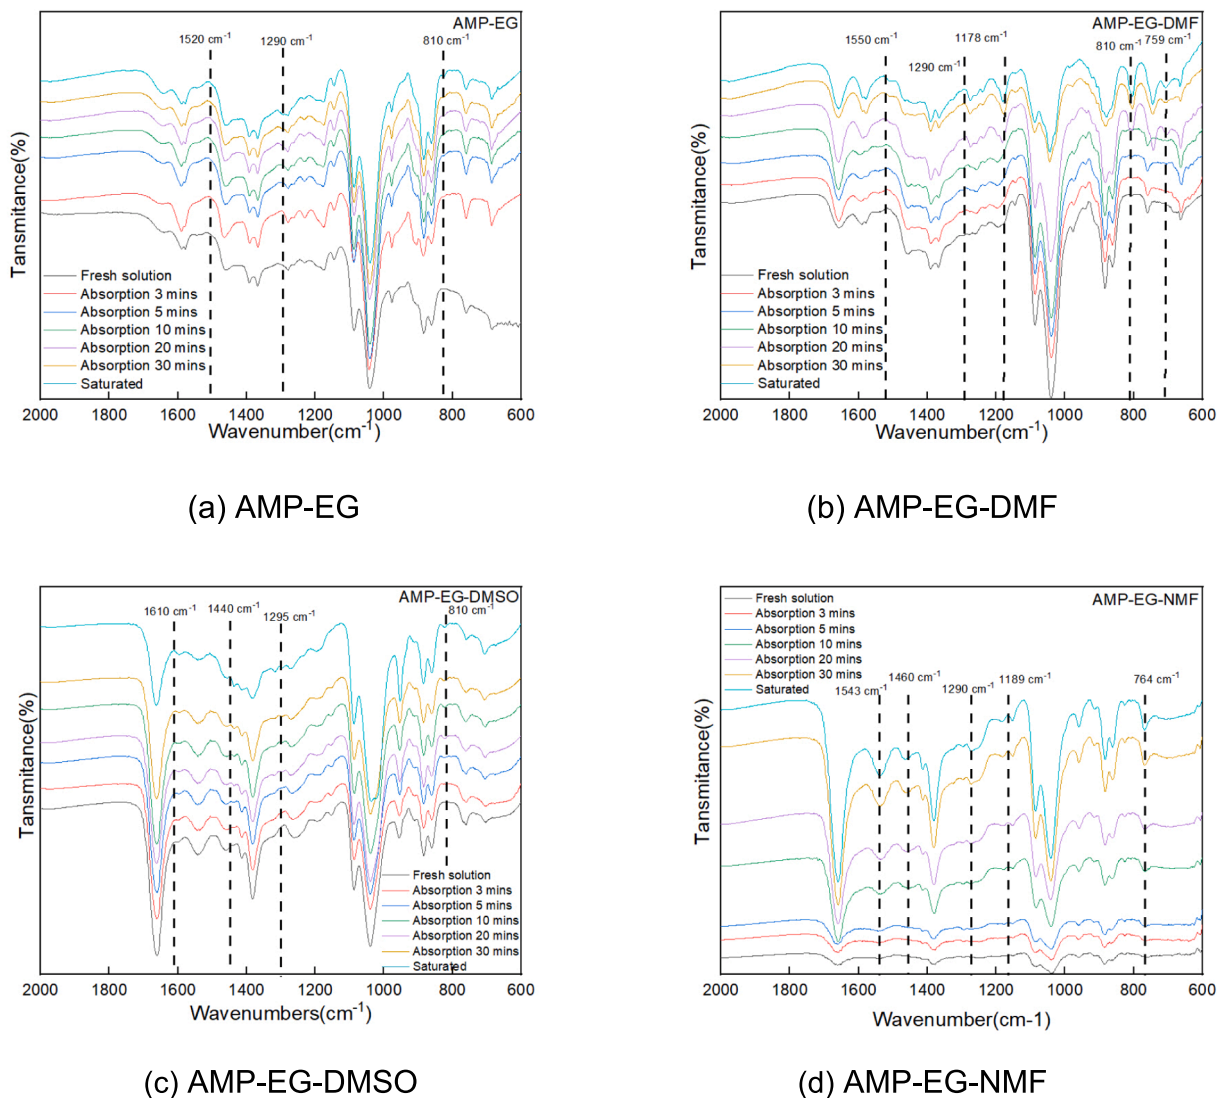 AMP-EG
1520 cm⁻¹
1290 cm⁻¹
810 cm⁻¹
Tansmitance(%)
Fresh solution
Absorption 3 mins
Absorption 5 mins
Absorption 10 mins
Absorption 20 mins
Absorption 30 mins
Saturated
2000 1800 1600 1400 1200 1000 800 600
Wavenumber(cm⁻¹)
(a) AMP-EG
AMP-EG-DMF
1550 cm⁻¹
1178 cm⁻¹
810 cm⁻¹
759 cm⁻¹
1290 cm⁻¹
Tansmitance(%)
Fresh solution
Absorption 3 mins
Absorption 5 mins
Absorption 10 mins
Absorption 20 mins
Absorption 30 mins
Saturated
2000 1800 1600 1400 1200 1000 800 600
Wavenumber(cm⁻¹)
(b) AMP-EG-DMF
AMP-EG-DMSO
1610 cm⁻¹
1440 cm⁻¹
1295 cm⁻¹
810 cm⁻¹
Tansmitance(%)
Fresh solution
Absorption 3 mins
Absorption 5 mins
Absorption 10 mins
Absorption 20 mins
Absorption 30 mins
Saturated
2000 1800 1600 1400 1200 1000 800 600
Wavenumbers(cm⁻¹)
(c) AMP-EG-DMSO
Fresh solution
Absorption 3 mins
Absorption 5 mins
Absorption 10 mins
Absorption 20 mins
Absorption 30 mins
Saturated
AMP-EG-NMF
1543 cm⁻¹
1460 cm⁻¹
1290 cm⁻¹
1189 cm⁻¹
764 cm⁻¹
Tansmitance(%)
2000 1800 1600 1400 1200 1000 800 600
Wavenumber(cm-1)
(d) AMP-EG-NMF